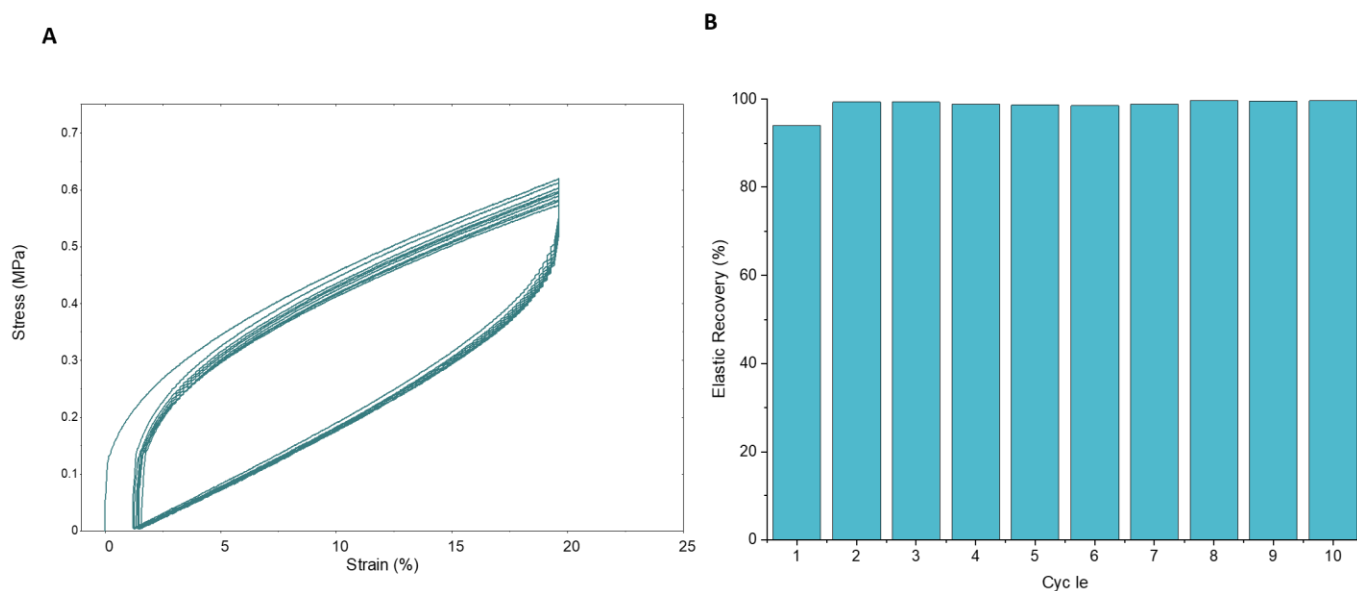 A
B
0.7
0.6
0.5
0.4
0.3
0.2
0.1
0
Stress (MPa)
0 5 10 15 20 25
Strain (%)
100
80
60
40
20
0
Elastic Recovery (%)
1 2 3 4 5 6 7 8 9 10
Cyc le